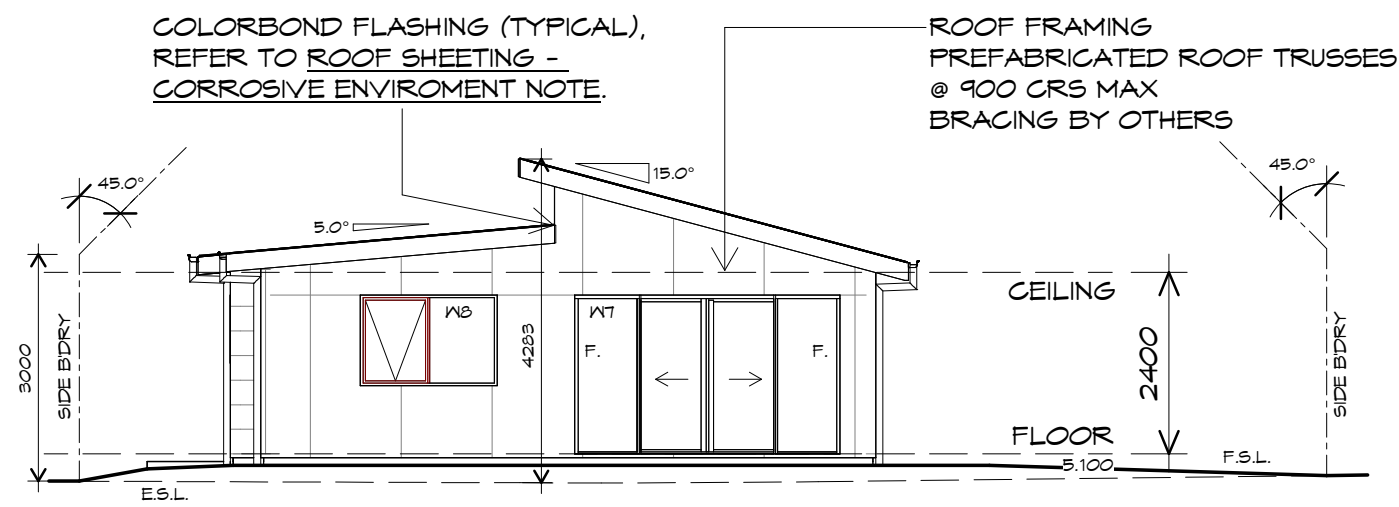 COLORBOND FLASHING (TYPICAL),
REFER TO ROOF SHEETING -
CORROSIVE ENVIROMENT NOTE.
ROOF FRAMING
PREFABRICATED ROOF TRUSSES
@ 900 CRS MAX
BRACING BY OTHERS
45.0°
45.0°
15.0°
5.0°
CEILING
W8
W7
F.
F.
4283
3000
SIDE B'DRY
2400
SIDE B'DRY
FLOOR
5.100
F.S.L.
E.S.L.